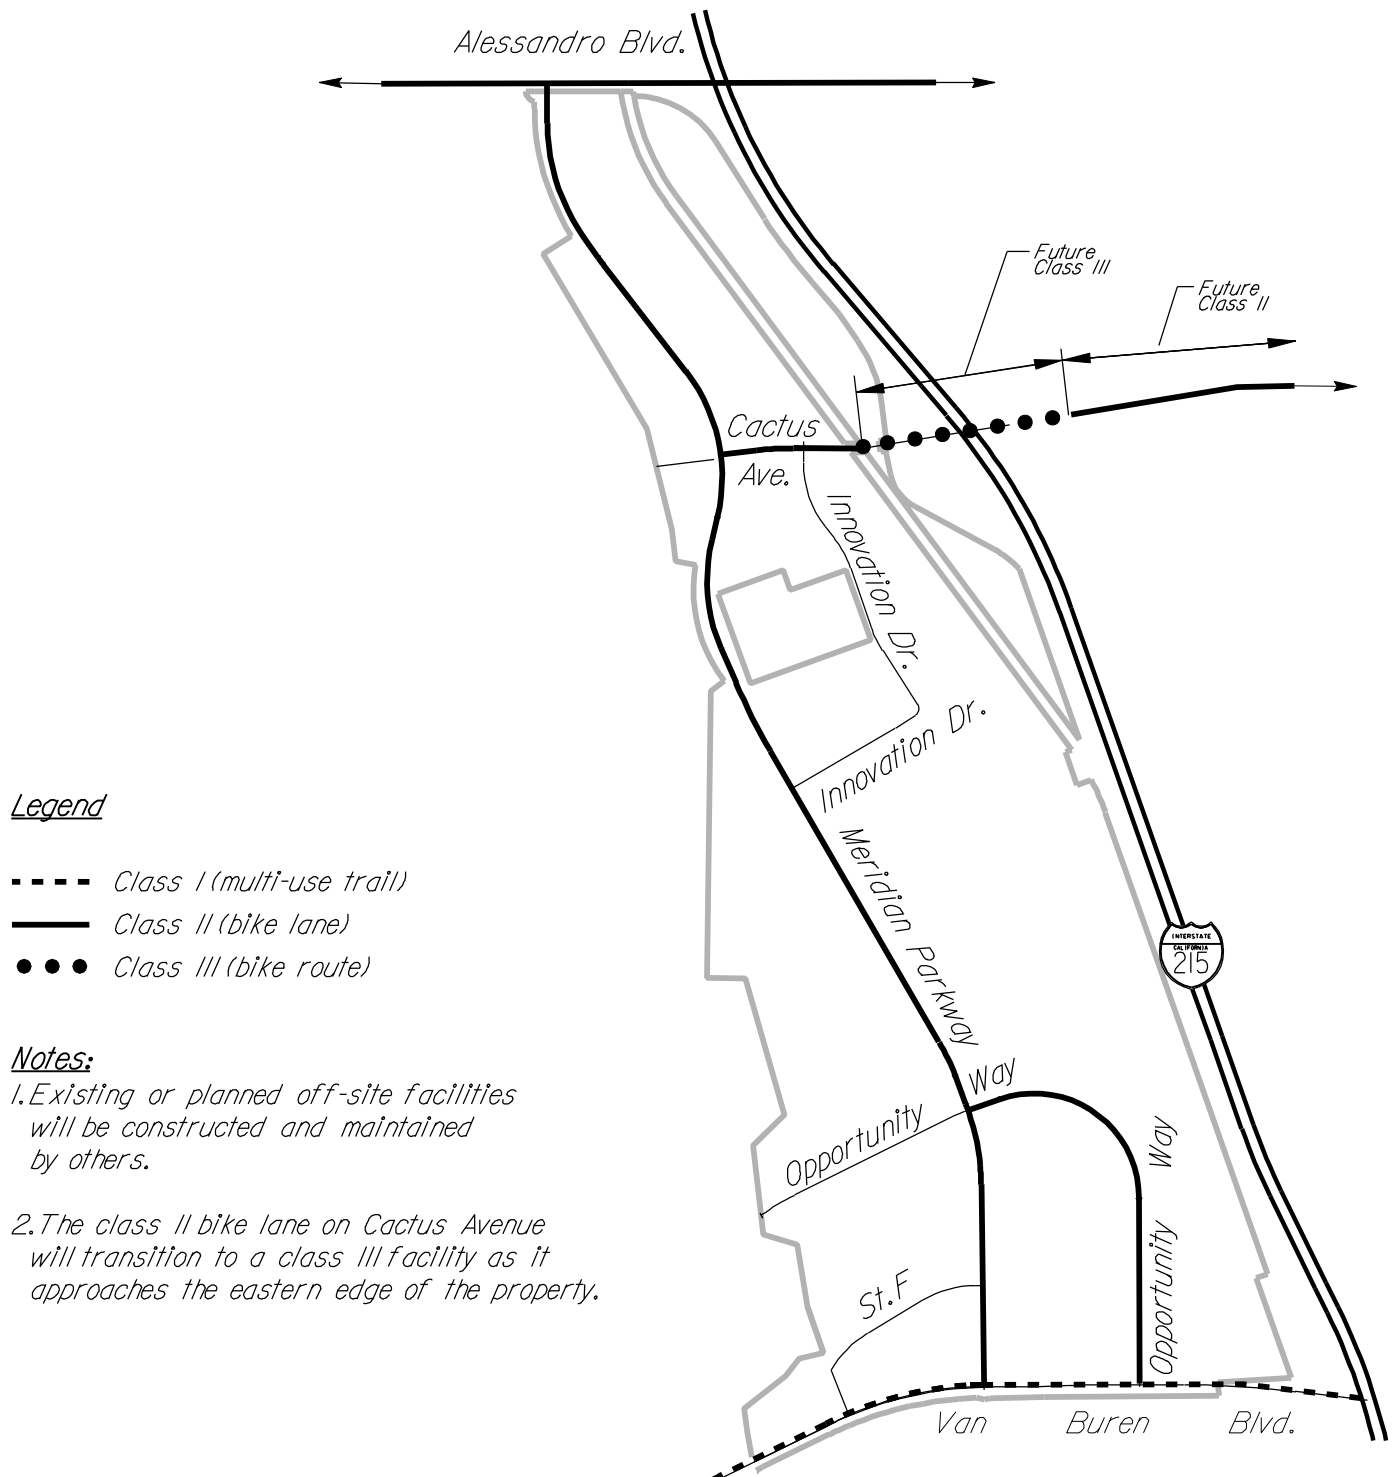 Alessandro Blvd.
Future
Class III
Future
Class II
Cactus
Ave.
Innovation Dr.
Innovation Dr.
Meridian Parkway
Legend
Class I (multi-use trail)
Class II (bike lane)
Class III (bike route)
INTERSTATE
CALIFORNIA
215
Notes:
1. Existing or planned off-site facilities
will be constructed and maintained
by others.
2. The class II bike lane on Cactus Avenue
will transition to a class III facility as it
approaches the eastern edge of the property.
Opportunity Way
Opportunity Way
St. F
Van Buren Blvd.